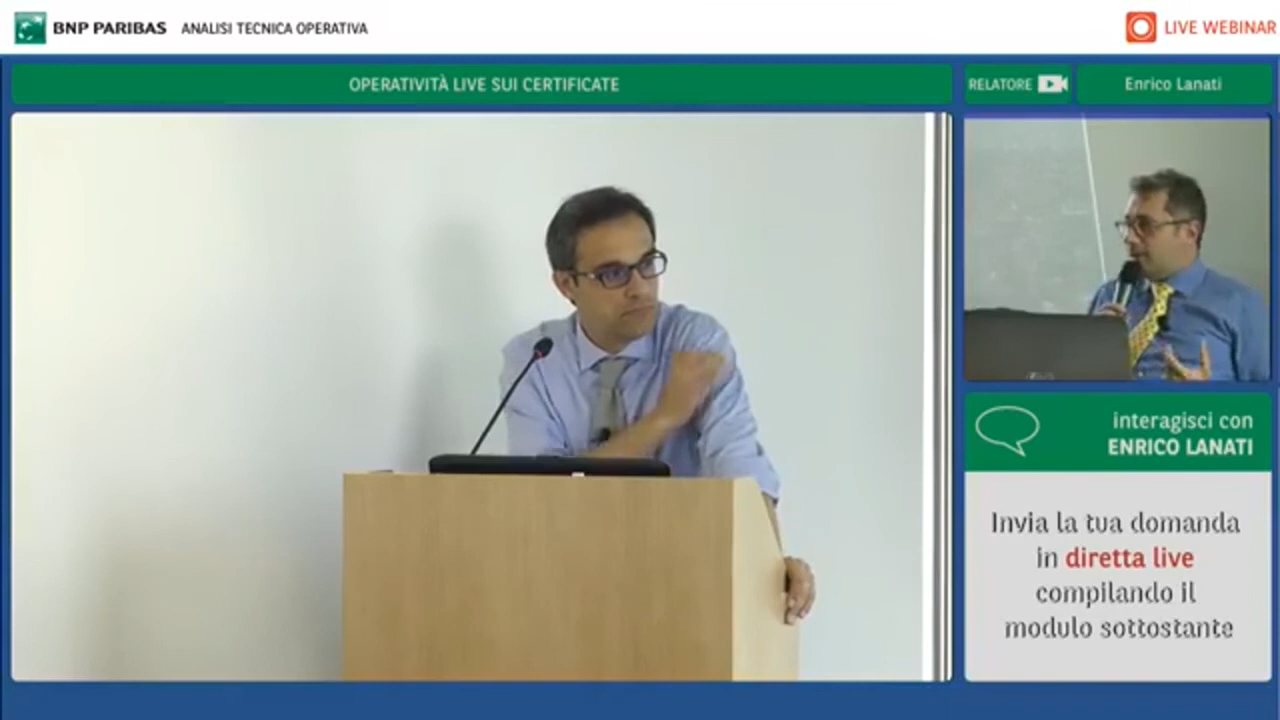 BNP PARIBAS ANALISI TECNICA OPERATIVA
LIVE WEBINAR
OPERATIVITÀ LIVE SUI CERTIFICATE
RELATORE
Enrico Lanati
interagisci con
ENRICO LANATI
Invia la tua domanda
in diretta live
compilando il
modulo sottostante